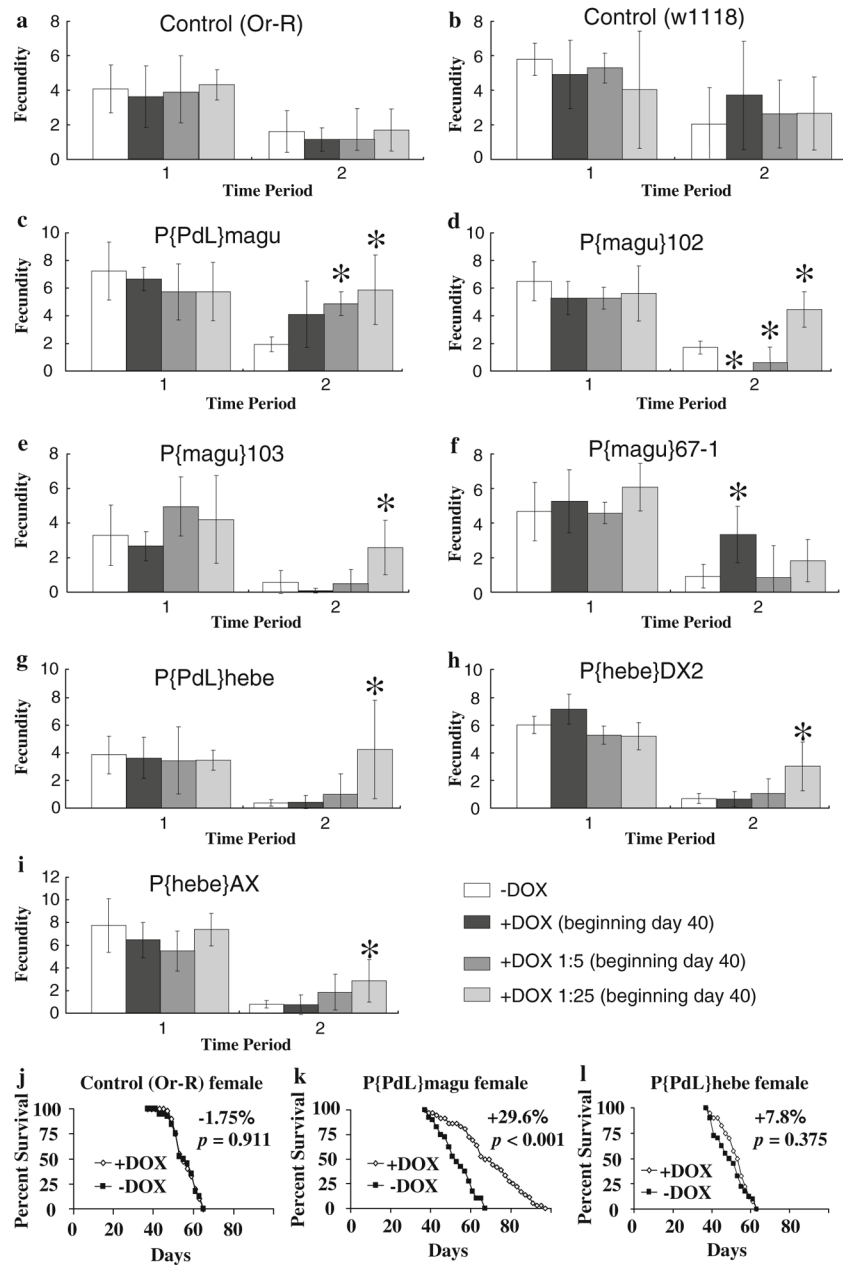 a
Control (Or-R)
Fecundity
8
6
4
2
0
1
2
Time Period
b
Control (w1118)
Fecundity
8
6
4
2
0
1
2
Time Period
c
P{PdL}magu
Fecundity
10
8
6
4
2
0
*
*
1
2
Time Period
d
P{magu}102
Fecundity
10
8
6
4
2
0
*
*
*
1
2
Time Period
e
P{magu}103
Fecundity
8
6
4
2
0
*
1
2
Time Period
f
P{magu}67-1
Fecundity
8
6
4
2
0
*
1
2
Time Period
g
P{PdL}hebe
Fecundity
10
8
6
4
2
0
*
1
2
Time Period
h
P{hebe}DX2
Fecundity
10
8
6
4
2
0
*
1
2
Time Period
i
P{hebe}AX
Fecundity
12
10
8
6
4
2
0
*
1
2
Time Period
-DOX
+DOX (beginning day 40)
+DOX 1:5 (beginning day 40)
+DOX 1:25 (beginning day 40)
j
Control (Or-R) female
Percent Survival
100
75
50
25
0
-1.75%
p = 0.911
+DOX
-DOX
0 20 40 60 80
Days
k
P{PdL}magu female
Percent Survival
100
75
50
25
0
+29.6%
p < 0.001
+DOX
-DOX
0 20 40 60 80
Days
l
P{PdL}hebe female
Percent Survival
100
75
50
25
0
+7.8%
p = 0.375
+DOX
-DOX
0 20 40 60 80
Days